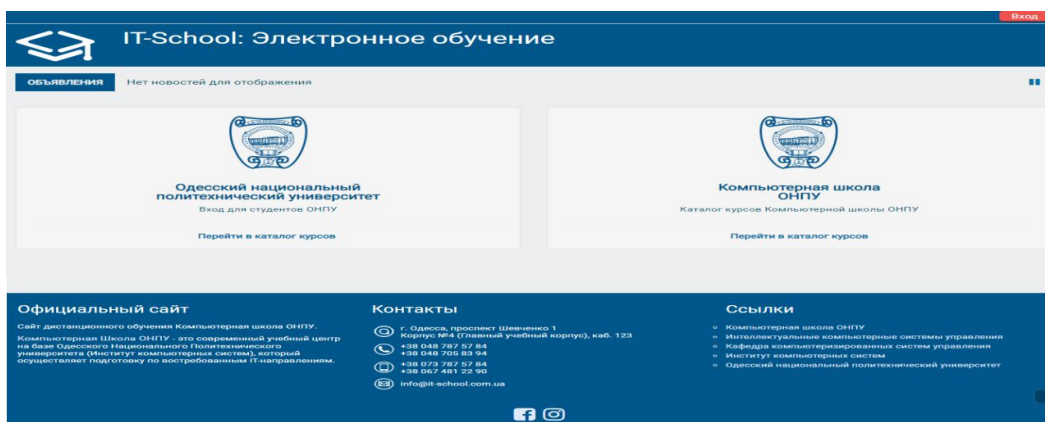 Вход
IT-School: Электронное обучение
ОБЪЯВЛЕНИЯ Нет новостей для отображения
Одесский национальный
политехнический университет
Вход для студентов ОНПУ
Перейти в каталог курсов
Компьютерная школа
ОНПУ
Каталог курсов Компьютерной школы ОНПУ
Перейти в каталог курсов
Официальный сайт
Сайт дистанционного обучения Компьютерная школа ОНПУ.
Компьютерная Школа ОНПУ - это современный учебный центр
на базе Одесского Национального Политехнического
университета (Институт компьютерных систем), который
осуществляет подготовку по востребованным IT-направлениям.
Контакты
г. Одесса, проспект Шевченко 1
Корпус №4 (Главный учебный корпус), каб. 123
+38 048 787 57 84
+38 048 705 83 94
+38 073 787 57 84
+38 067 481 22 90
info@it-school.com.ua
Ссылки
Компьютерная школа ОНПУ
Интеллектуальные компьютерные системы управления
Кафедра компьютеризированных систем управления
Институт компьютерных систем
Одесский национальный политехнический университет